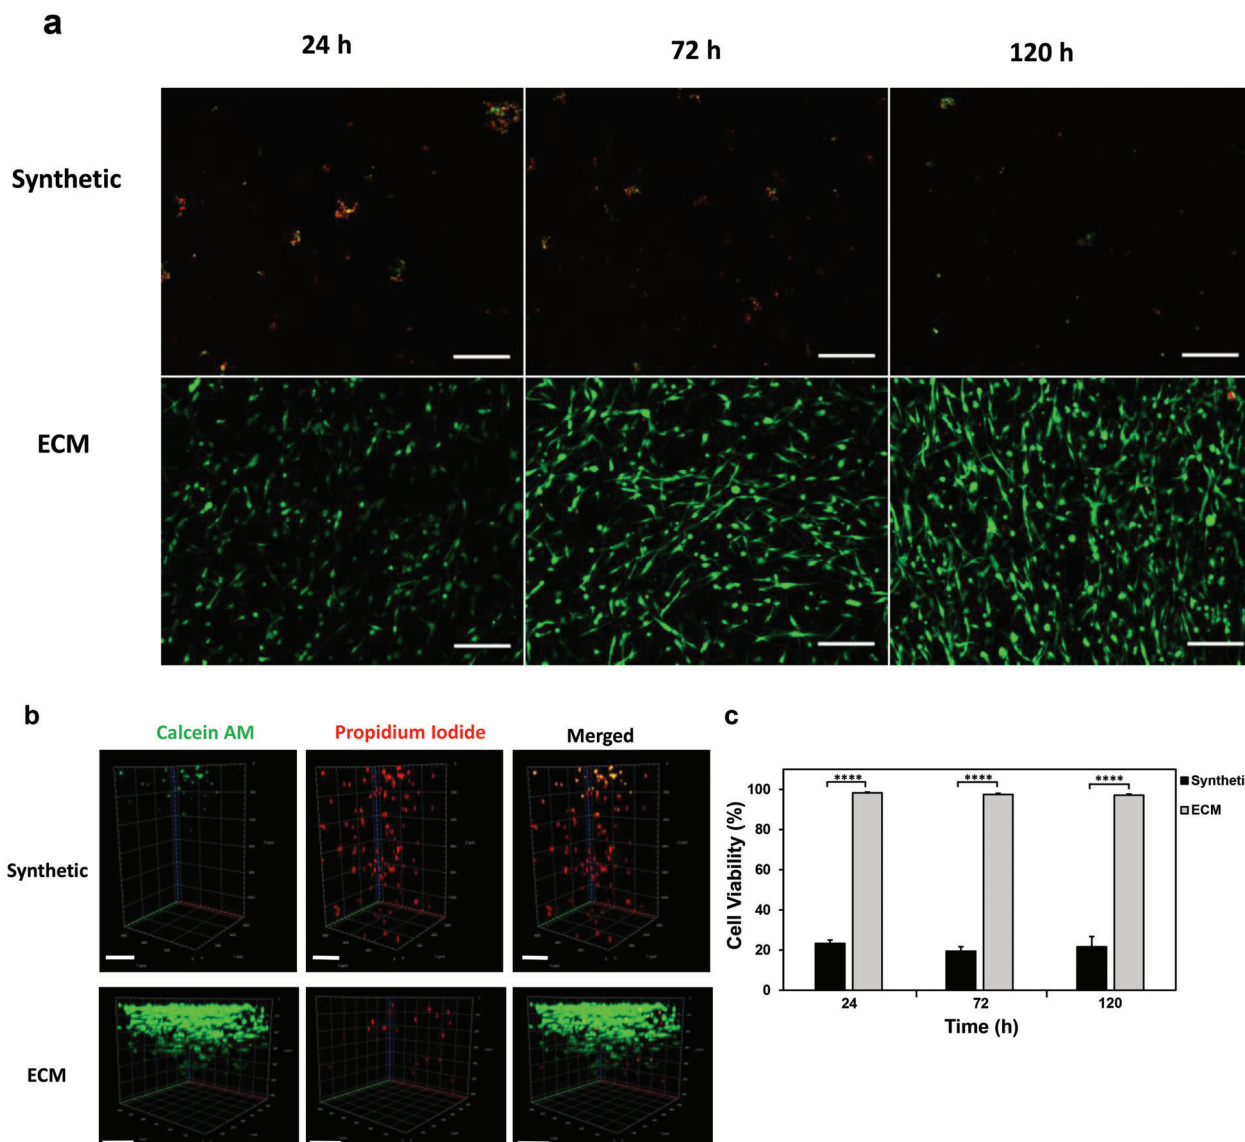 a
24 h
72 h
120 h
Synthetic
ECM
b
Calcein AM
Propidium Iodide
Merged
Synthetic
ECM
c
****
****
****
Syntheti
ECM
Cell Viability (%)
100
80
60
40
20
0
24
72
120
Time (h)